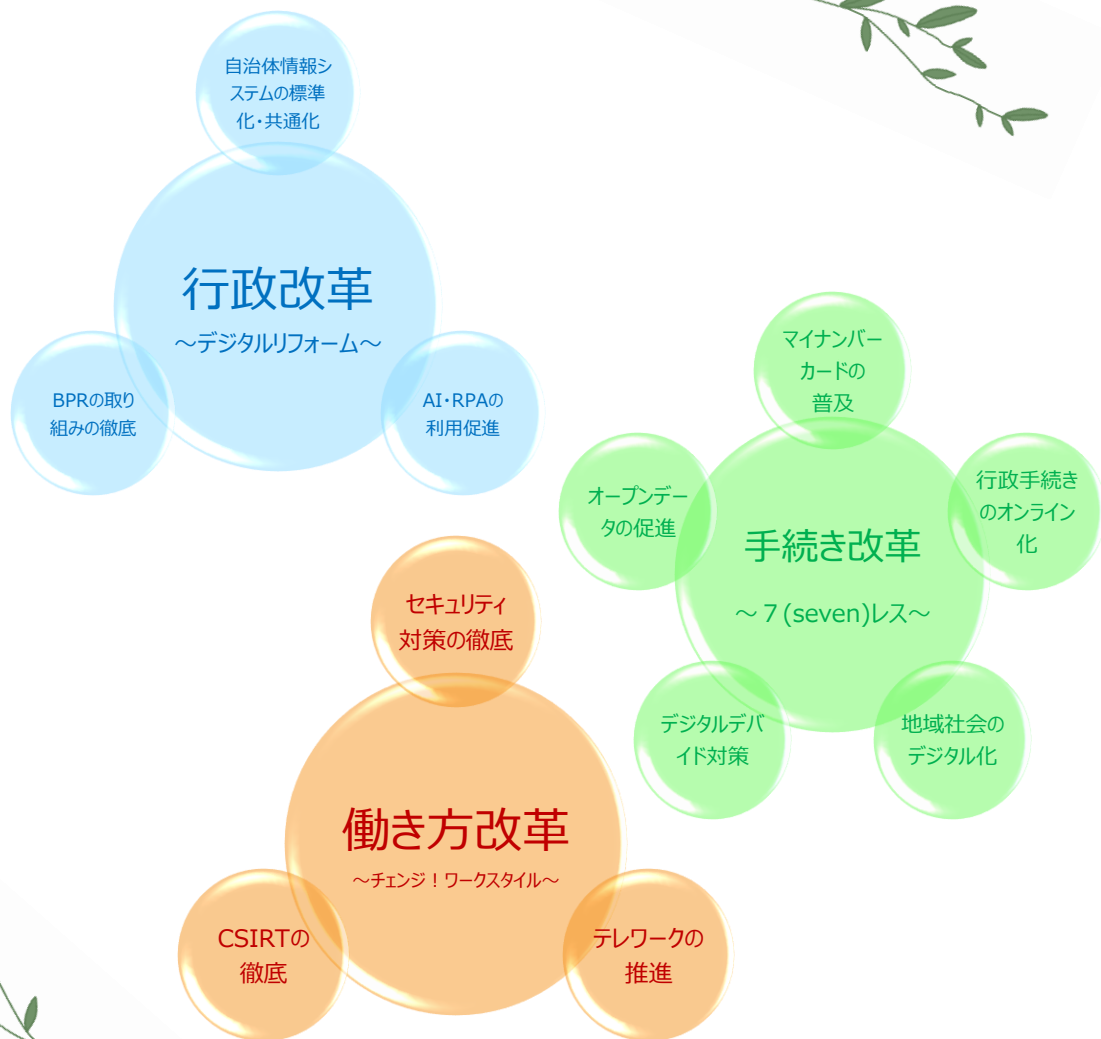 自治体情報シ
ステムの標準
化・共通化
行政改革
～デジタルリフォーム～
BPRの取り
組みの徹底
AI・RPAの
利用促進
マイナンバー
カードの
普及
オープンデー
タの促進
行政手続き
のオンライン
化
手続き改革
～７(seven)レス～
デジタルデバ
イド対策
地域社会の
デジタル化
セキュリティ
対策の徹底
働き方改革
～チェンジ！ワークスタイル～
CSIRTの
徹底
テレワークの
推進